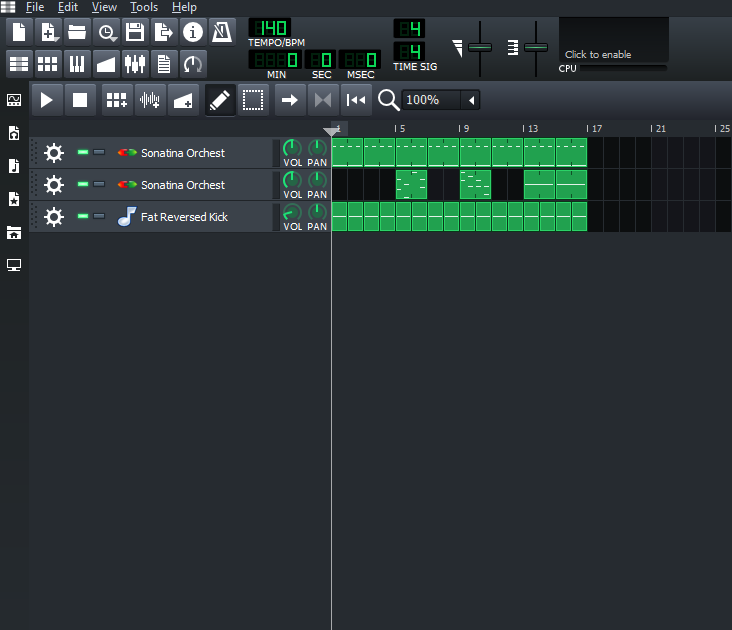 File Edit View Tools Help
140
TEMPO/BPM
0 0 0
MIN SEC MSEC
4
4
TIME SIG
Click to enable
CPU
100%
1 5 9 13 17 21 25
Sonatina Orchest VOL PAN
Sonatina Orchest VOL PAN
Fat Reversed Kick VOL PAN